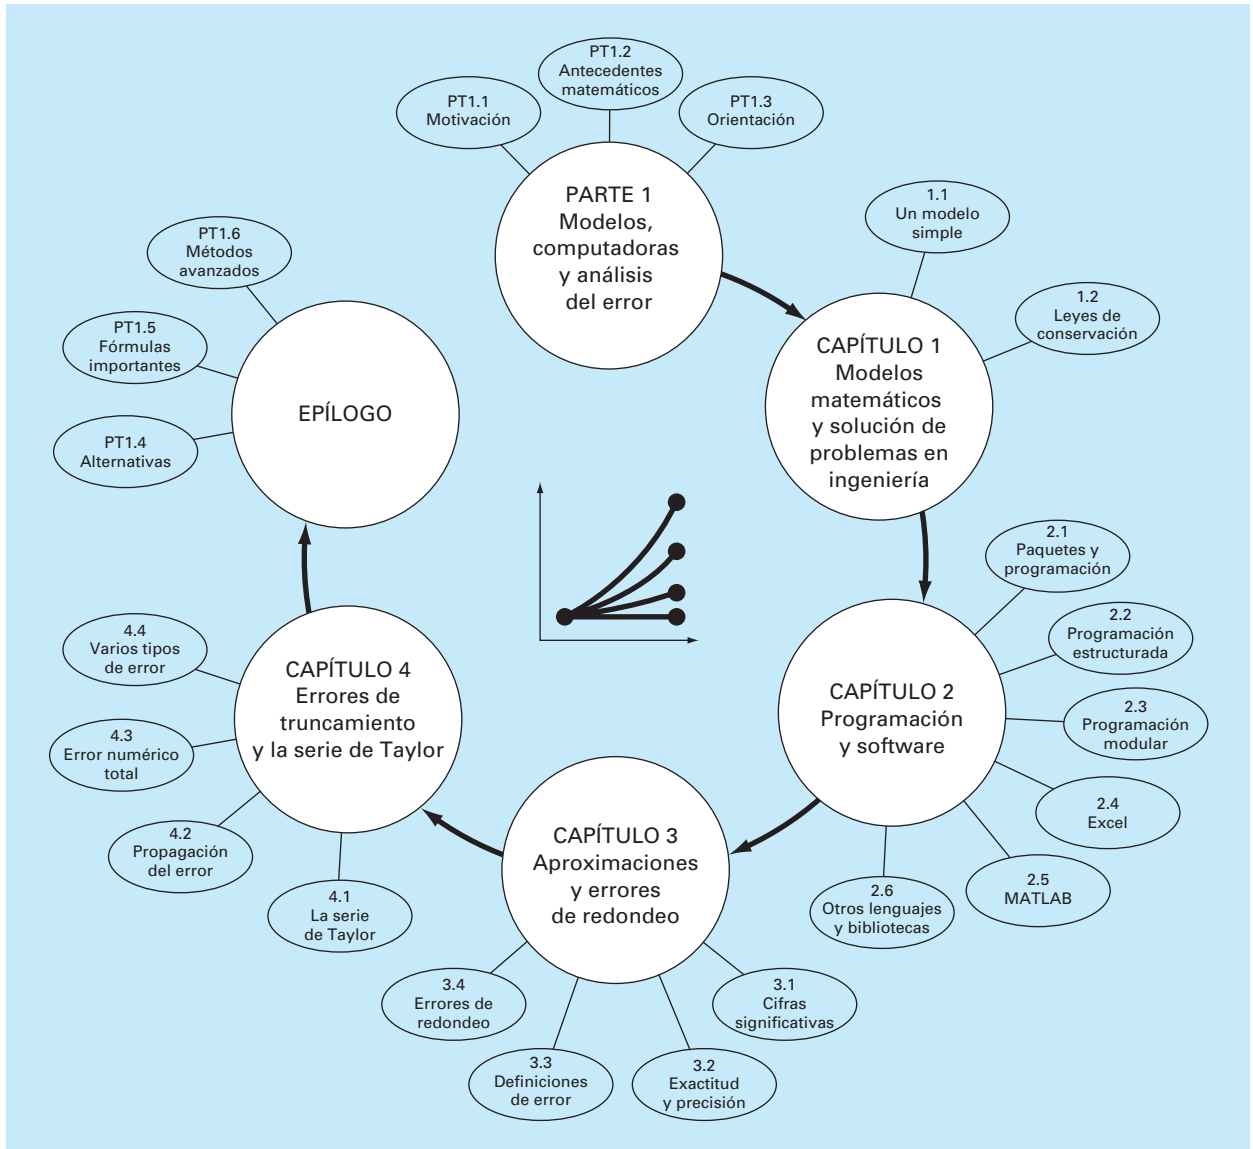 PT1.1
Motivación
PT1.2
Antecedentes
matemáticos
PT1.3
Orientación
PARTE 1
Modelos,
computadoras
y análisis
del error
1.1
Un modelo
simple
1.2
Leyes de
conservación
CAPÍTULO 1
Modelos
matemáticos
y solución de
problemas en
ingeniería
2.1
Paquetes y
programación
2.2
Programación
estructurada
2.3
Programación
modular
2.4
Excel
2.5
MATLAB
2.6
Otros lenguajes
y bibliotecas
CAPÍTULO 2
Programación
y software
CAPÍTULO 3
Aproximaciones
y errores
de redondeo
3.1
Cifras
significativas
3.2
Exactitud
y precisión
3.3
Definiciones
de error
3.4
Errores de
redondeo
CAPÍTULO 4
Errores de
truncamiento
y la serie de Taylor
4.1
La serie
de Taylor
4.2
Propagación
del error
4.3
Error numérico
total
4.4
Varios tipos
de error
EPÍLOGO
PT1.4
Alternativas
PT1.5
Fórmulas
importantes
PT1.6
Métodos
avanzados